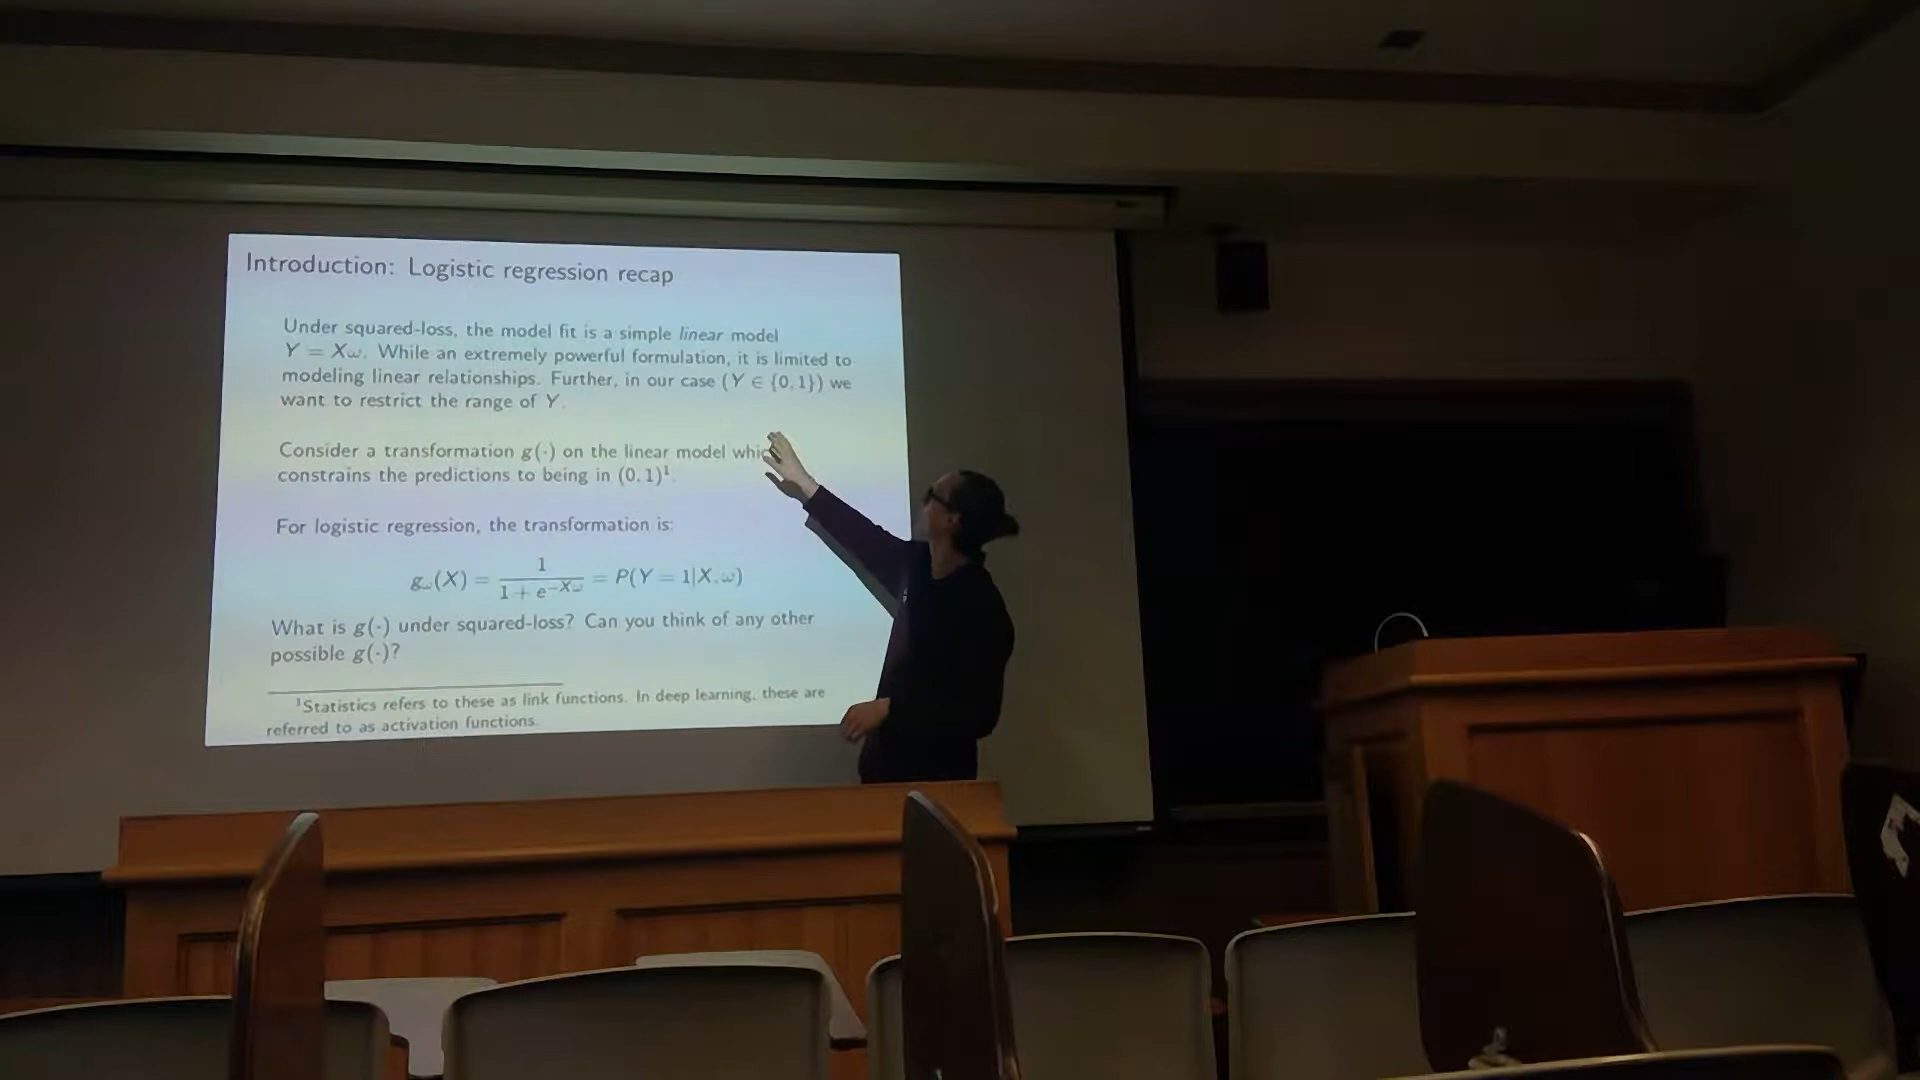 Introduction: Logistic regression recap
Under squared-loss, the model fit is a simple linear model
Y = Xω. While an extremely powerful formulation, it is limited to
modeling linear relationships. Further, in our case (Y ∈ {0,1}) we
want to restrict the range of Y.
Consider a transformation g(·) on the linear model
constrains the predictions to being in (0,1)¹.
For logistic regression, the transformation is:
gω(X) = 1 / (1 + e^{-Xω}) = P(Y = 1|X,ω)
What is g(·) under squared-loss? Can you think of any other
possible g(·)?
¹Statistics refers to these as link functions. In deep learning, these are
referred to as activation functions.